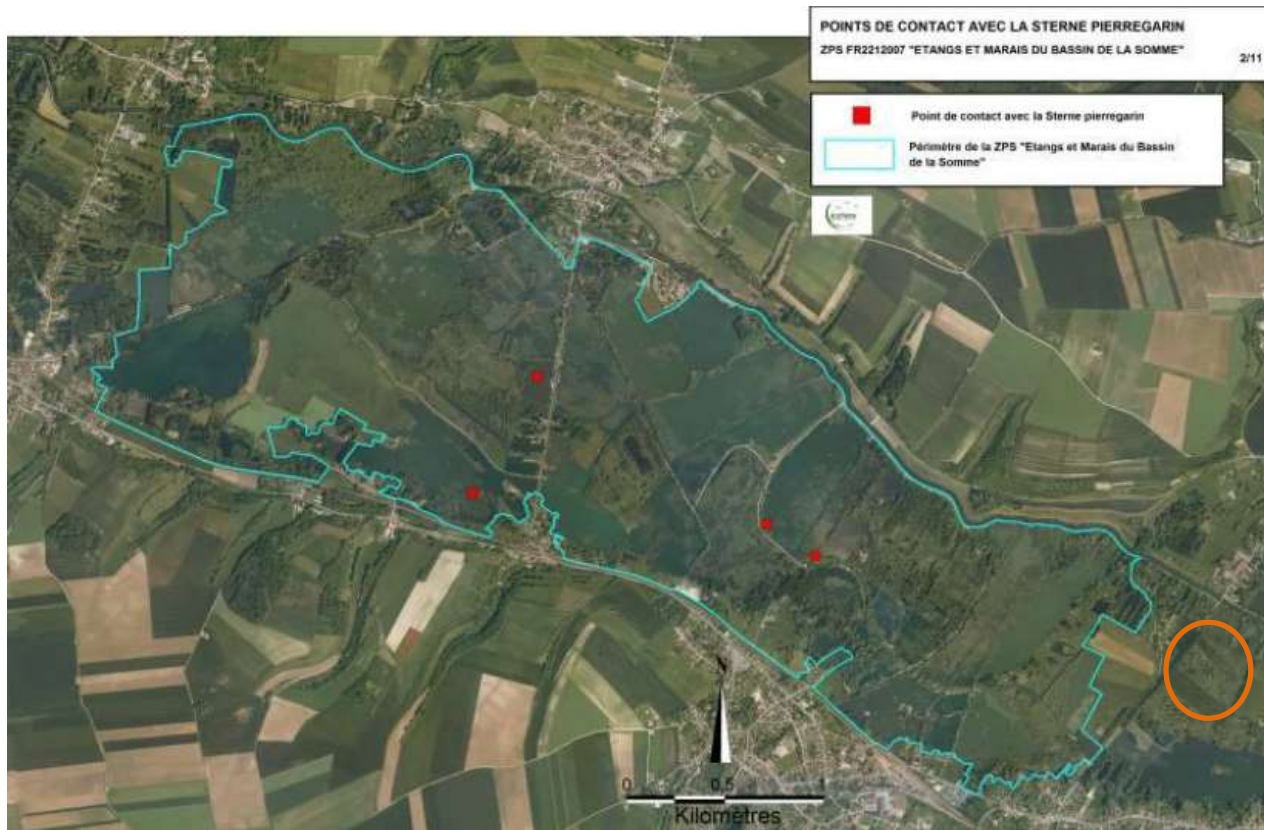 POINTS DE CONTACT AVEC LA STERNE PIERREGARIN
ZPS FR2212007 "ETANGS ET MARAIS DU BASSIN DE LA SOMME"
2/11
Point de contact avec la Sterne pierregarin
Périmètre de la ZPS "Etangs et Marais du Bassin
de la Somme"
N
0 0.5 1
Kilomètres